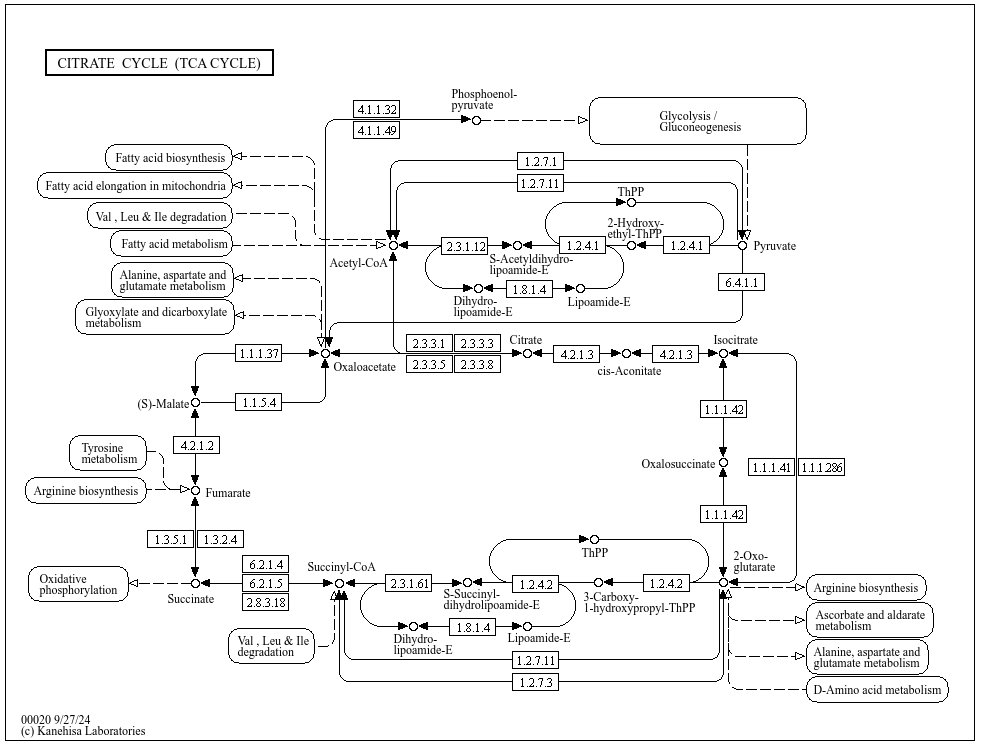 CITRATE CYCLE (TCA CYCLE)
Phosphoenol-
pyruvate
4.1.1.32
4.1.1.49
Glycolysis /
Gluconeogenesis
Fatty acid biosynthesis
Fatty acid elongation in mitochondria
Val , Leu & Ile degradation
Fatty acid metabolism
Alanine, aspartate and
glutamate metabolism
Glyoxylate and dicarboxylate
metabolism
1.2.7.1
1.2.7.11
ThPP
2-Hydroxy-
ethyl-ThPP
Acetyl-CoA
2.3.1.12
S-Acetyldihydro-
lipoamide-E
1.2.4.1
1.2.4.1
Pyruvate
6.4.1.1
Dihydro-
lipoamide-E
1.8.1.4
Lipoamide-E
1.1.1.37
Oxaloacetate
2.3.3.1
2.3.3.3
2.3.3.5
2.3.3.8
Citrate
4.2.1.3
cis-Aconitate
4.2.1.3
Isocitrate
(S)-Malate
1.1.5.4
1.1.1.42
4.2.1.2
Tyrosine
metabolism
Arginine biosynthesis
Fumarate
Oxalosuccinate
1.1.1.41
1.1.1.286
1.1.1.42
1.3.5.1
1.3.2.4
ThPP
2-Oxo-
glutarate
Oxidative
phosphorylation
Succinate
6.2.1.4
6.2.1.5
2.8.3.18
Succinyl-CoA
2.3.1.61
S-Succinyl-
dihydrolipoamide-E
1.2.4.2
3-Carboxy-
1-hydroxypropyl-ThPP
1.2.4.2
Arginine biosynthesis
Ascorbate and aldarate
metabolism
Alanine, aspartate and
glutamate metabolism
D-Amino acid metabolism
Val , Leu & Ile
degradation
Dihydro-
lipoamide-E
1.8.1.4
Lipoamide-E
1.2.7.11
1.2.7.3
00020 9/27/24
(c) Kanehisa Laboratories